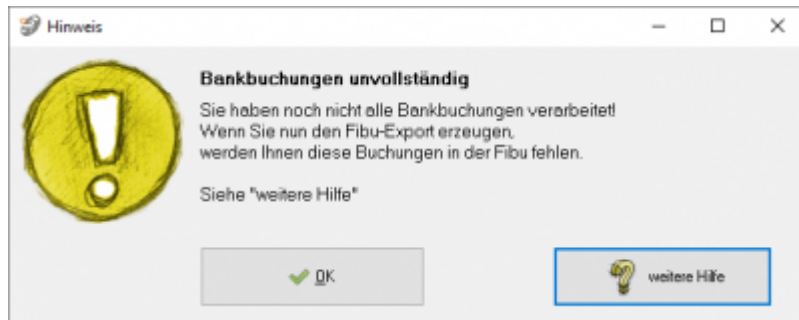 Hinweis
Bankbuchungen unvollständig
Sie haben noch nicht alle Bankbuchungen verarbeitet!
Wenn Sie nun den Fibu-Export erzeugen,
werden Ihnen diese Buchungen in der Fibu fehlen.
Siehe "weitere Hilfe"
OK
weitere Hilfe